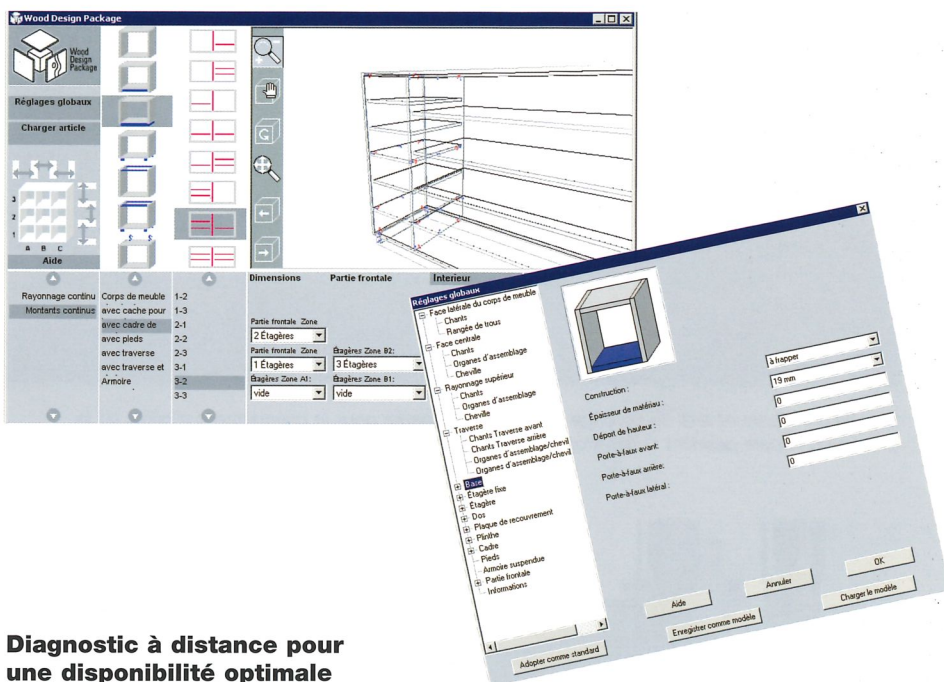 Wood Design Package
Wood
Design
Package
Réglages globaux
Charger article
3
2
1
A B C
Aide
Rayonnage continu
Montants continus
Corps de meuble
avec cache pour
avec cadre de
avec pieds
avec traverse
avec traverse et
Armoire
1-2
1-3
2-1
2-2
2-3
3-1
3-2
3-3
Dimensions
Partie frontale
Interieur
Partie frontale Zone
2 Étagères
Partie frontale Zone
1 Étagères
Étagères Zone B2:
3 Étagères
Étagères Zone A1:
vide
Étagères Zone B1:
vide
Réglages globaux
Face latérale du corps de meuble
Chants
Rangée de trous
Face centrale
Chants
Organes d'assemblage
Cheville
Rayonnage supérieur
Chants
Organes d'assemblage
Cheville
Traverse
Chants Traverse avant
Chants Traverse arrière
Organes d'assemblage/chevil
Organes d'assemblage/chevil
Base
Étagère fixe
Étagère
Dos
Plaque de recouvrement
Plinthe
Cadre
Pieds
Armoire suspendue
Partie frontale
Informations
Construction :
à frapper
Épaisseur de matériau :
19 mm
Déport de hauteur :
0
Porte-à-faux avant:
0
Porte-à-faux arrière:
0
Porte-à-faux latéral :
0
Aide
Annuler
OK
Adopter comme standard
Enregistrer comme modèle
Charger le modèle
Diagnostic à distance pour
une disponibilité optimale